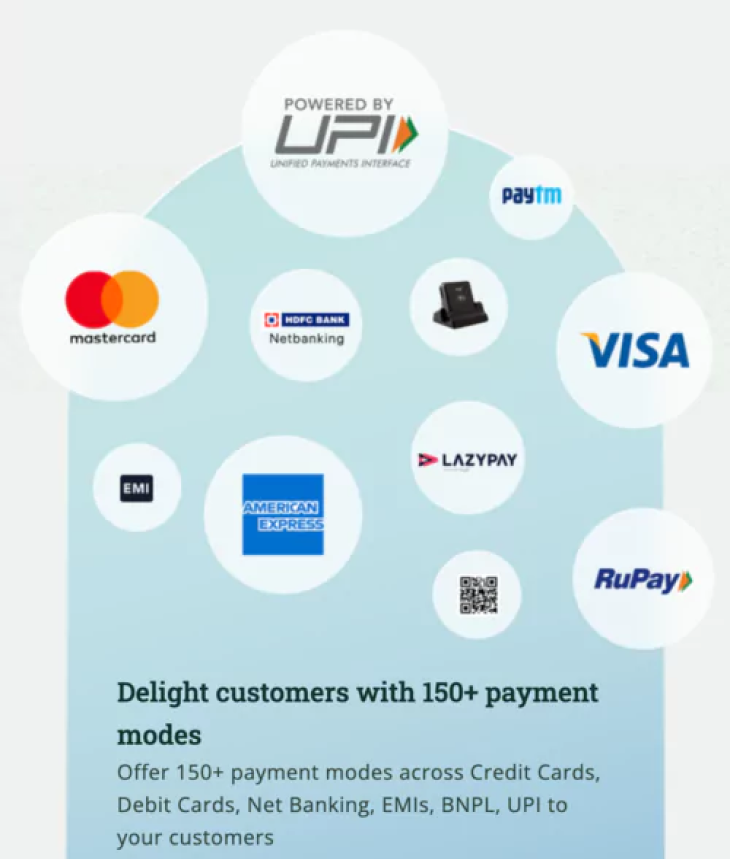 POWERED BY
UPI
UNIFIED PAYMENTS INTERFACE
paytm
mastercard
HDFC BANK
Netbanking
VISA
LAZYPAY
EMI
AMERICAN
EXPRESS
RuPay
Delight customers with 150+ payment
modes
Offer 150+ payment modes across Credit Cards,
Debit Cards, Net Banking, EMIs, BNPL, UPI to
your customers